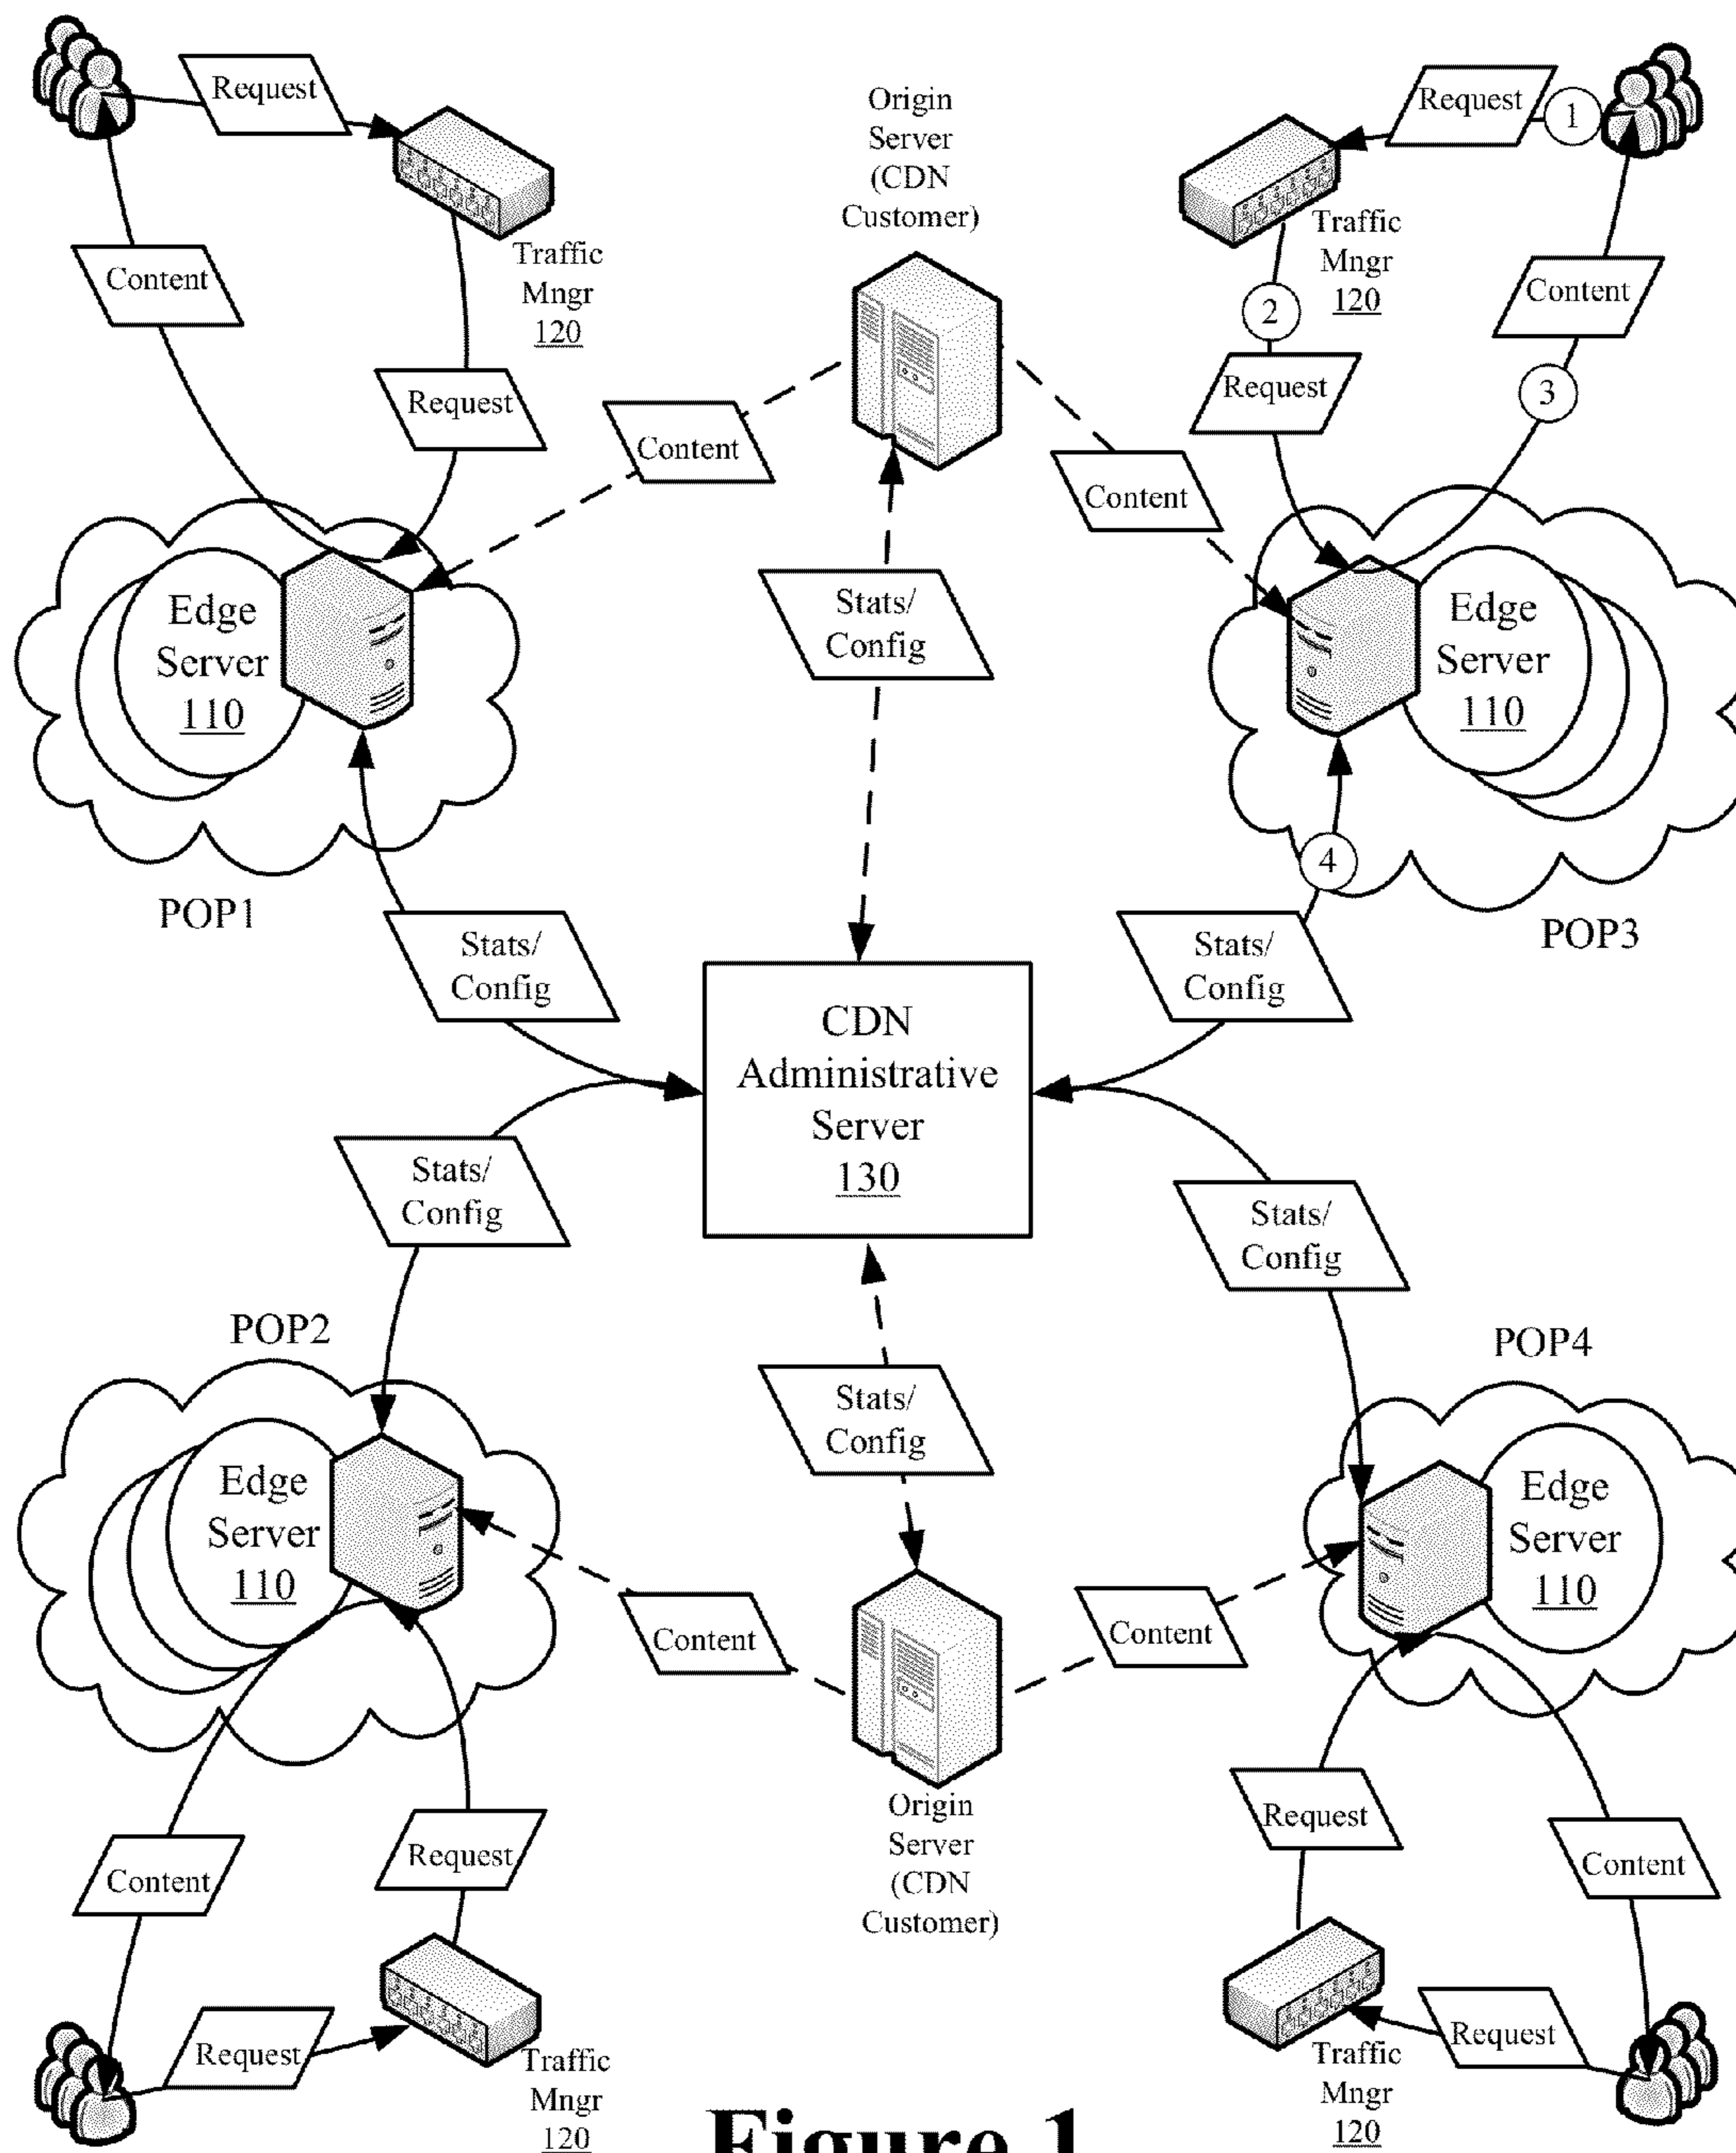 Request
Origin
Server
(CDN
Customer)
Request
1
Content
Traffic
Mngr
120
Traffic
Mngr
120
Content
2
Request
Request
3
Content
Content
Edge
Server
110
Stats/
Config
Edge
Server
110
4
POP1
POP3
Stats/
Config
Stats/
Config
CDN
Administrative
Server
130
Stats/
Config
Stats/
Config
POP2
POP4
Stats/
Config
Edge
Server
110
Edge
Server
110
Content
Content
Origin
Server
(CDN
Customer)
Request
Content
Request
Content
Request
Traffic
Mngr
120
Traffic
Mngr
120
Request
Figure 1